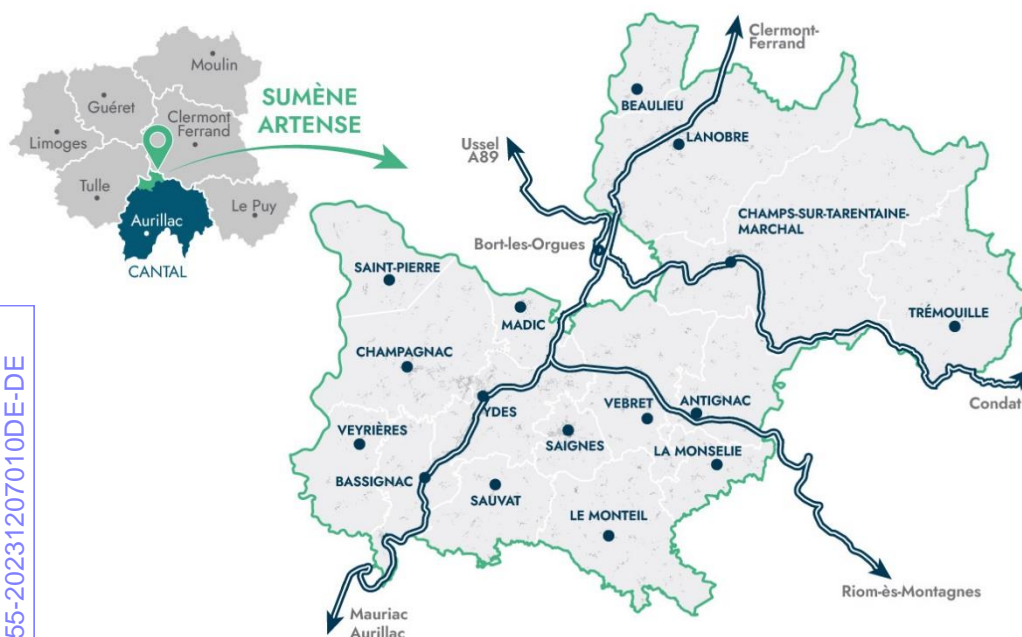 Moulin
Guéret
Clermont
Ferrand
Limoges
Tulle
Le Puy
Aurillac
CANTAL
SUMÈNE
ARTENSE
Clermont-
Ferrand
BEAULIEU
LANOBRE
Ussel
A89
CHAMPS-SUR-TARENTAINE-
MARCHAL
Bort-les-Orgues
SAINT-PIERRE
MADIC
TRÉMOUILLE
CHAMPAGNAC
Condat
YDES
VEBRET
ANTIGNAC
VEYRIÈRES
SAIGNES
LA MONSELIE
BASSIGNAC
SAUVAT
LE MONTEIL
Riom-ès-Montagnes
Mauriac
Aurillac
55-20231207010DE-DE